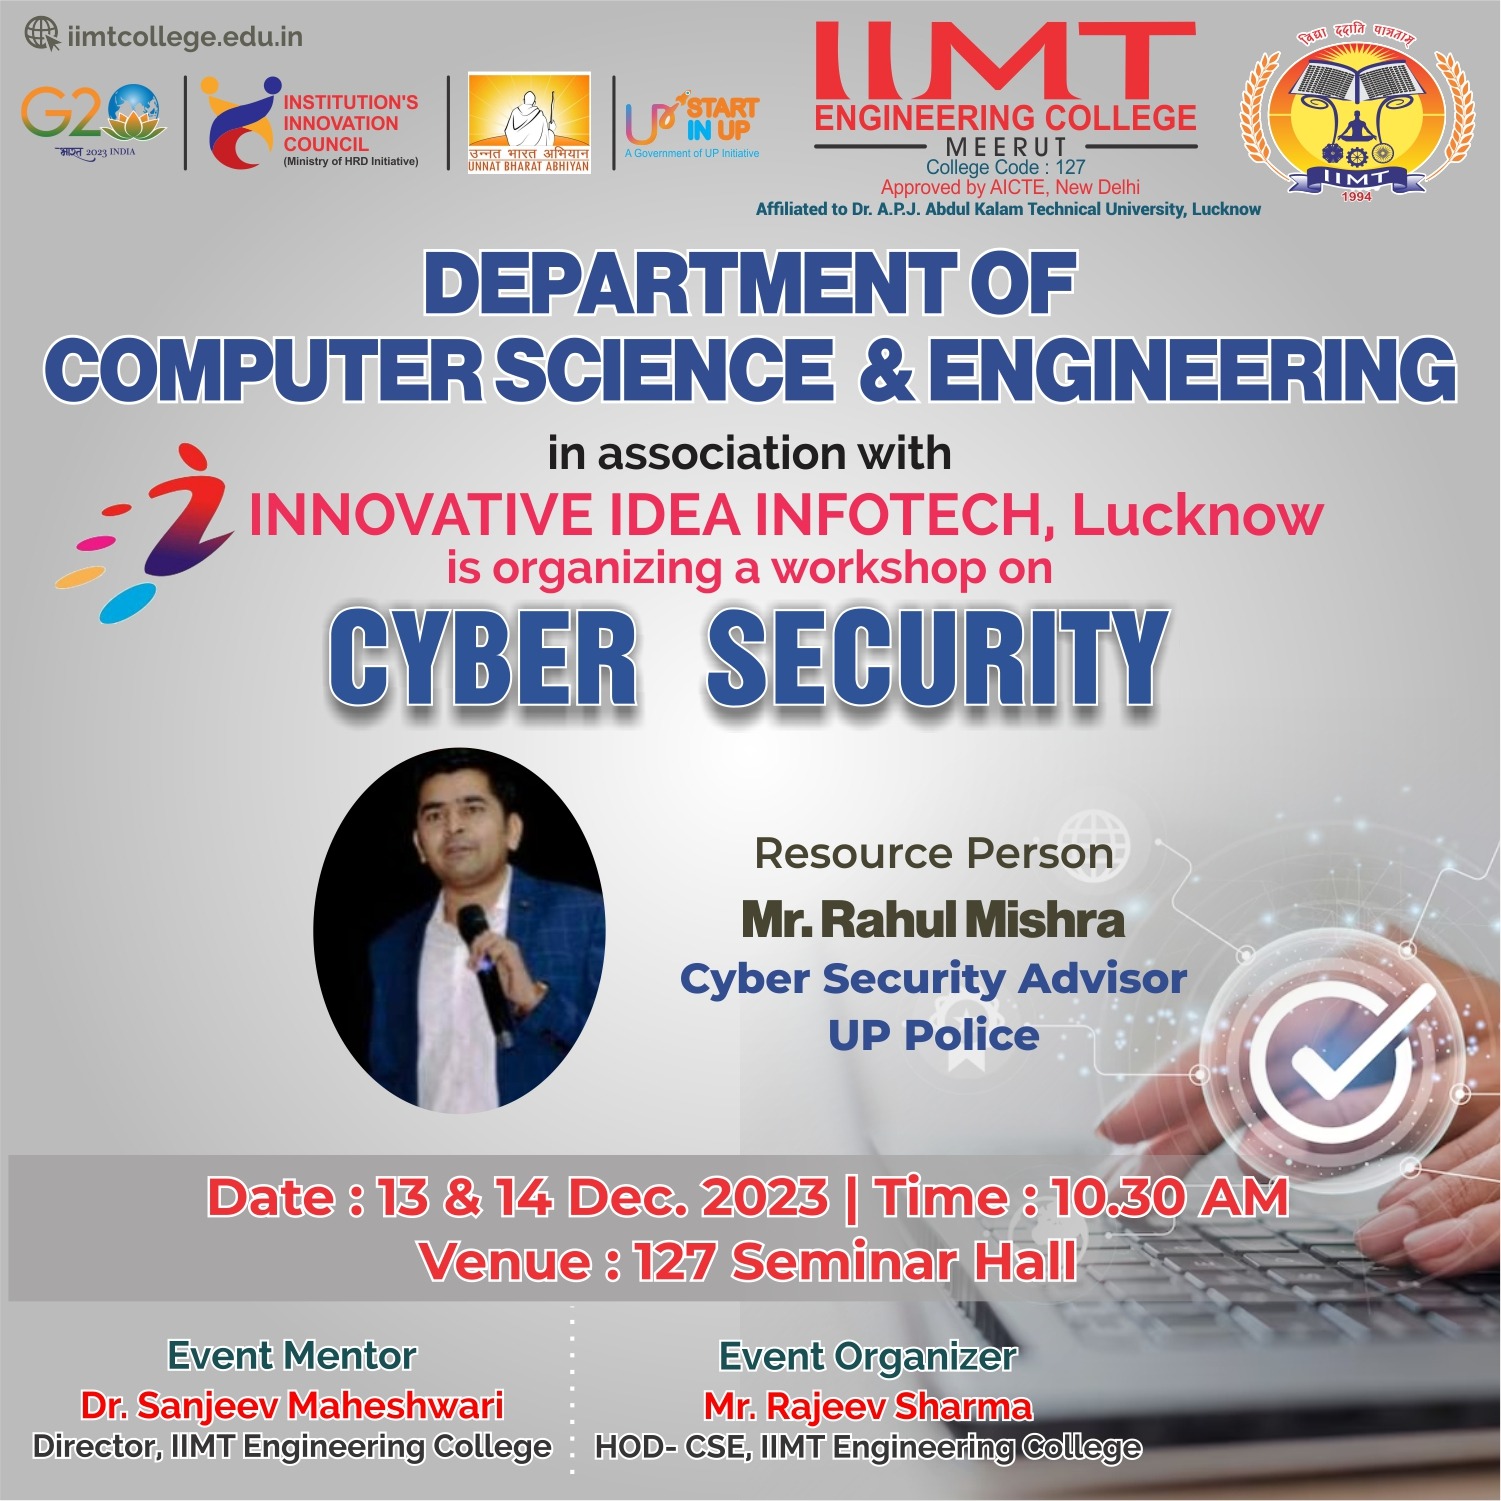 iimtcollege.edu.in
G20
भारत 2023 INDIA
INSTITUTION'S
INNOVATION
COUNCIL
(Ministry of HRD Initiative)
उन्नत भारत अभियान
UNNAT BHARAT ABHIYAN
UP START
IN UP
A Government of UP Initiative
IIMT
ENGINEERING COLLEGE
MEERUT
College Code : 127
Approved by AICTE, New Delhi
Affiliated to Dr. A.P.J. Abdul Kalam Technical University, Lucknow
विद्या ददाति पात्रताम्
IIMT
1994
DEPARTMENT OF
COMPUTER SCIENCE & ENGINEERING
in association with
INNOVATIVE IDEA INFOTECH, Lucknow
is organizing a workshop on
CYBER SECURITY
Resource Person
Mr. Rahul Mishra
Cyber Security Advisor
UP Police
Date : 13 & 14 Dec. 2023 | Time : 10.30 AM
Venue : 127 Seminar Hall
Event Mentor
Dr. Sanjeev Maheshwari
Director, IIMT Engineering College
Event Organizer
Mr. Rajeev Sharma
HOD- CSE, IIMT Engineering College